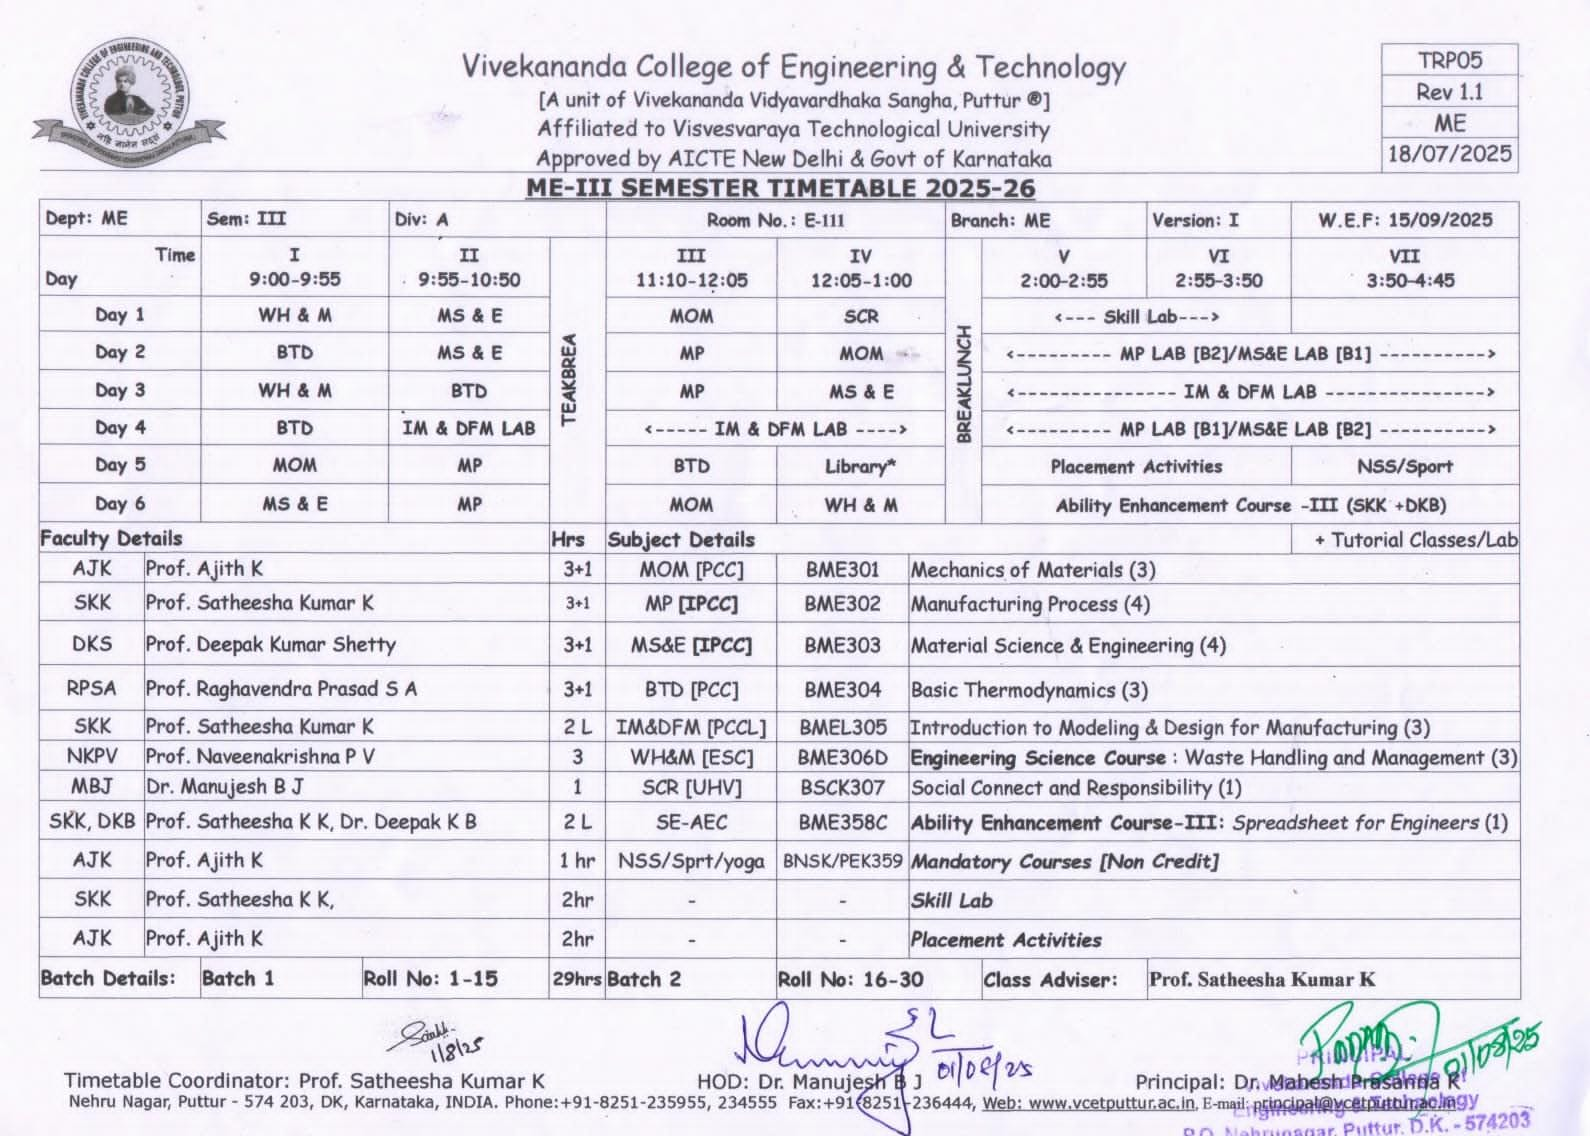 Vivekananda College of Engineering & Technology
[A unit of Vivekananda Vidyavardhaka Sangha, Puttur ®]
Affiliated to Visvesvaraya Technological University
Approved by AICTE New Delhi & Govt of Karnataka
TRP05
Rev 1.1
ME
18/07/2025
ME-III SEMESTER TIMETABLE 2025-26
Dept: ME Sem: III Div: A Room No.: E-111 Branch: ME Version: I W.E.F: 15/09/2025
Time I II III IV V VI VII
Day 9:00-9:55 9:55-10:50 11:10-12:05 12:05-1:00 2:00-2:55 2:55-3:50 3:50-4:45
TEAKBREA
BREAKLUNCH
Day 1 WH & M MS & E MOM SCR <--- Skill Lab--->
Day 2 BTD MS & E MP MOM <--------- MP LAB [B2]/MS&E LAB [B1] ---------->
Day 3 WH & M BTD MP MS & E <--------------- IM & DFM LAB --------------->
Day 4 BTD IM & DFM LAB <----- IM & DFM LAB ----> <--------- MP LAB [B1]/MS&E LAB [B2] ---------->
Day 5 MOM MP BTD Library* Placement Activities NSS/Sport
Day 6 MS & E MP MOM WH & M Ability Enhancement Course -III (SKK +DKB)
Faculty Details Hrs Subject Details + Tutorial Classes/Lab
AJK Prof. Ajith K 3+1 MOM [PCC] BME301 Mechanics of Materials (3)
SKK Prof. Satheesha Kumar K 3+1 MP [IPCC] BME302 Manufacturing Process (4)
DKS Prof. Deepak Kumar Shetty 3+1 MS&E [IPCC] BME303 Material Science & Engineering (4)
RPSA Prof. Raghavendra Prasad S A 3+1 BTD [PCC] BME304 Basic Thermodynamics (3)
SKK Prof. Satheesha Kumar K 2 L IM&DFM [PCCL] BMEL305 Introduction to Modeling & Design for Manufacturing (3)
NKPV Prof. Naveenakrishna P V 3 WH&M [ESC] BME306D Engineering Science Course : Waste Handling and Management (3)
MBJ Dr. Manujesh B J 1 SCR [UHV] BSCK307 Social Connect and Responsibility (1)
SKK, DKB Prof. Satheesha K K, Dr. Deepak K B 2 L SE-AEC BME358C Ability Enhancement Course-III: Spreadsheet for Engineers (1)
AJK Prof. Ajith K 1 hr NSS/Sprt/yoga BNSK/PEK359 Mandatory Courses [Non Credit]
SKK Prof. Satheesha K K, 2hr - - Skill Lab
AJK Prof. Ajith K 2hr - - Placement Activities
Batch Details: Batch 1 Roll No: 1-15 29hrs Batch 2 Roll No: 16-30 Class Adviser: Prof. Satheesha Kumar K
1/8/25
01/08/25
01/08/25
PRINCIPAL
Vivekananda College of
Engineering & Technology
P.O. Nehrunagar, Puttur, D.K. - 574203
Timetable Coordinator: Prof. Satheesha Kumar K HOD: Dr. Manujesh B J Principal: Dr. Mahesh Prasanna K
Nehru Nagar, Puttur - 574 203, DK, Karnataka, INDIA. Phone:+91-8251-235955, 234555 Fax:+91-8251-236444, Web: www.vcetputtur.ac.in, E-mail: principal@vcetputtur.ac.in